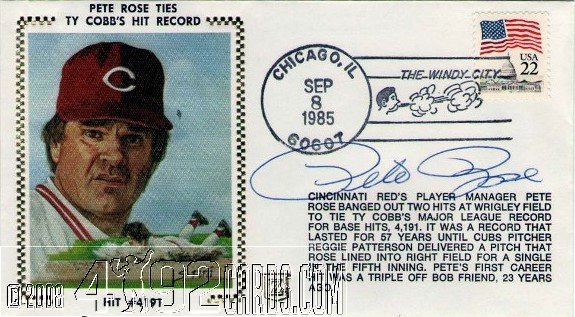 PETE ROSE TIES
TY COBB'S HIT RECORD
C
HIT #4191
© 2008 4192CARDS.COM
CHICAGO, IL
SEP
8
1985
60607
THE WINDY CITY
USA
22
Pete Rose
CINCINNATI RED'S PLAYER MANAGER PETE
ROSE BANGED OUT TWO HITS AT WRIGLEY FIELD
TO TIE TY COBB'S MAJOR LEAGUE RECORD
FOR BASE HITS, 4,191. IT WAS A RECORD THAT
LASTED FOR 57 YEARS UNTIL CUBS PITCHER
REGGIE PATTERSON DELIVERED A PITCH THAT
ROSE LINED INTO RIGHT FIELD FOR A SINGLE
IN THE FIFTH INNING. PETE'S FIRST CAREER
HIT WAS A TRIPLE OFF BOB FRIEND, 23 YEARS
AGO.